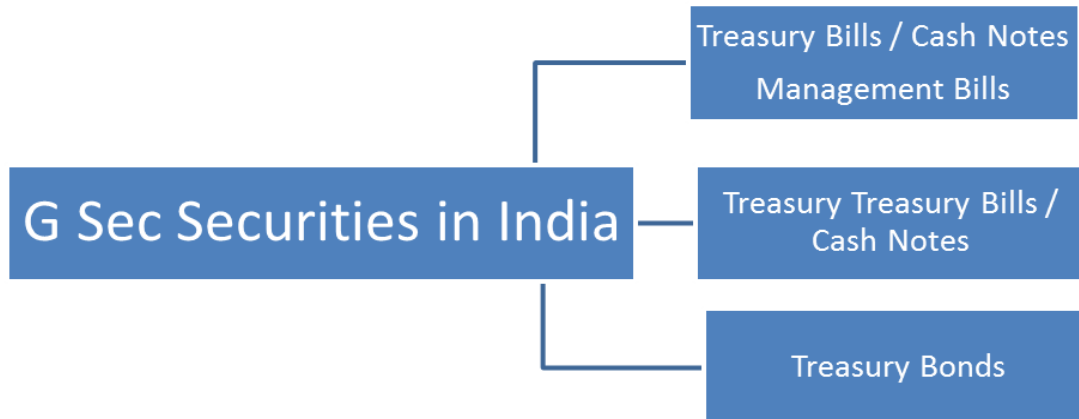 Treasury Bills / Cash Notes
Management Bills
G Sec Securities in India
Treasury Treasury Bills /
Cash Notes
Treasury Bonds